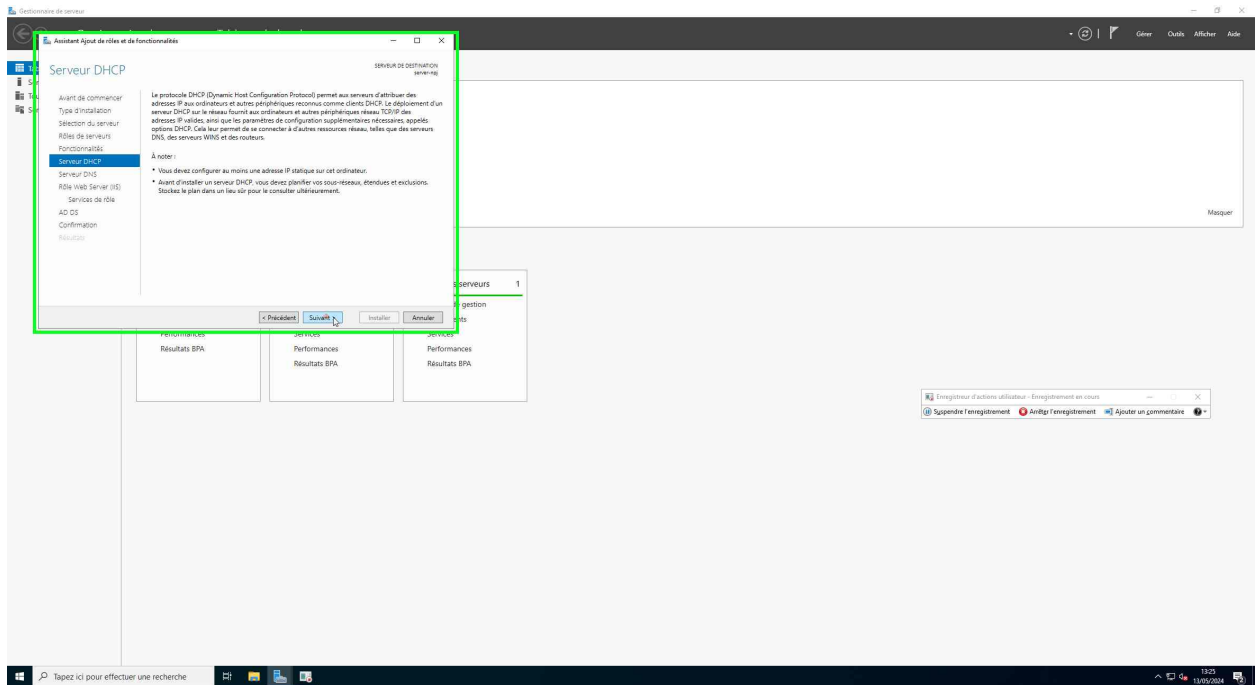 Gestionnaire de serveur
Gérer Outils Afficher Aide
Assistant Ajout de rôles et de fonctionnalités
Serveur DHCP
SERVEUR DE DESTINATION
server-npj
Avant de commencer
Type d'installation
Sélection du serveur
Rôles de serveurs
Fonctionnalités
Serveur DHCP
Serveur DNS
Rôle Web Server (IIS)
Services de rôle
AD DS
Confirmation
Résultats
Le protocole DHCP (Dynamic Host Configuration Protocol) permet aux serveurs d'attribuer des
adresses IP aux ordinateurs et autres périphériques reconnus comme clients DHCP. Le déploiement d'un
serveur DHCP sur le réseau fournit aux ordinateurs et autres périphériques réseau TCP/IP des
adresses IP valides, ainsi que les paramètres de configuration supplémentaires nécessaires, appelés
options DHCP. Cela leur permet de se connecter à d'autres ressources réseau, telles que des serveurs
DNS, des serveurs WINS et des routeurs.
À noter :
• Vous devez configurer au moins une adresse IP statique sur cet ordinateur.
• Avant d'installer un serveur DHCP, vous devez planifier vos sous-réseaux, étendues et exclusions.
Stockez le plan dans un lieu sûr pour le consulter ultérieurement.
< Précédent Suivant > Installer Annuler
Masquer
serveurs 1
gestion
Performances Services Services
Résultats BPA Performances Performances
Résultats BPA Résultats BPA
Enregistreur d'actions utilisateur - Enregistrement en cours
Suspendre l'enregistrement Arrêter l'enregistrement Ajouter un commentaire
Tapez ici pour effectuer une recherche
13:25
13/05/2024